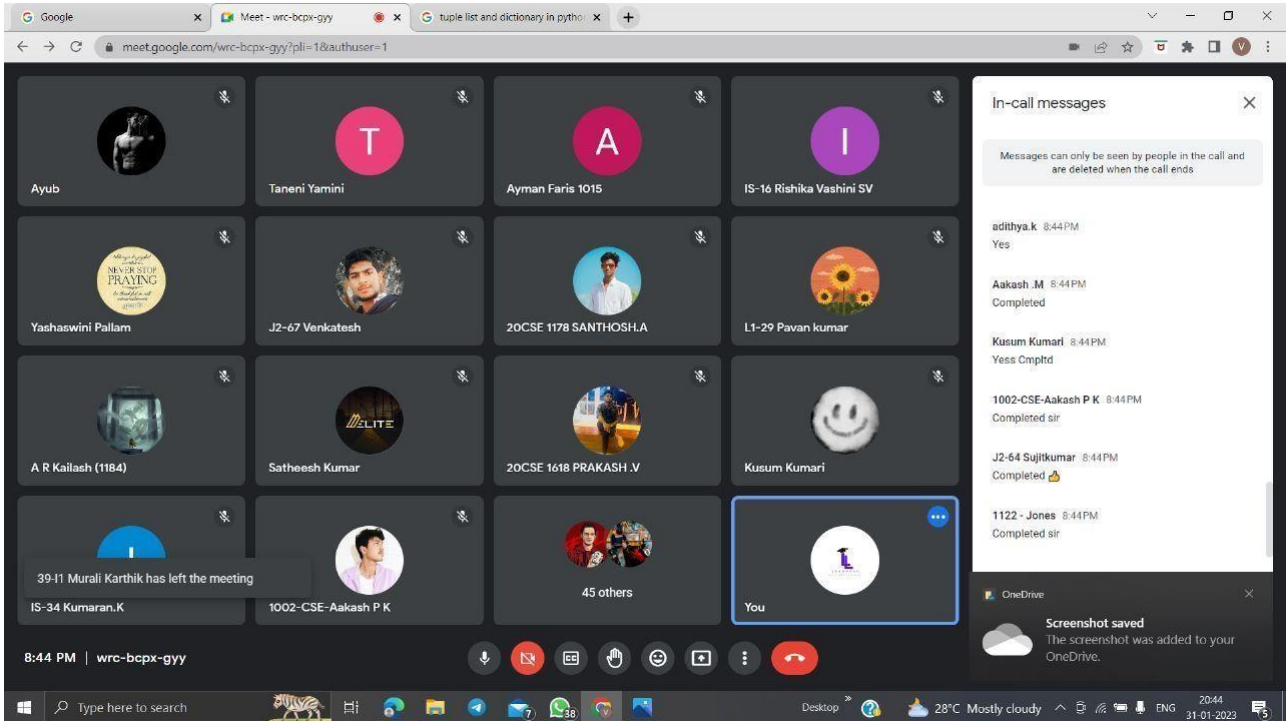 Google
Meet - wrc-bcpx-gyy
tuple list and dictionary in pytho
meet.google.com/wrc-bcpx-gyy?pli=1&authuser=1
V
Ayub
T
Taneni Yamini
A
Ayman Faris 1015
I
IS-16 Rishika Vashini SV
NEVER STOP
PRAYING
Yashaswini Pallam
J2-67 Venkatesh
20CSE 1178 SANTHOSH.A
L1-29 Pavan kumar
A R Kailash (1184)
ELITE
Satheesh Kumar
20CSE 1618 PRAKASH .V
Kusum Kumari
39-I1 Murali Karthik has left the meeting
IS-34 Kumaran.K
1002-CSE-Aakash P K
45 others
You
In-call messages
Messages can only be seen by people in the call and
are deleted when the call ends
adithya.k 8:44 PM
Yes
Aakash .M 8:44 PM
Completed
Kusum Kumari 8:44 PM
Yess Cmpltd
1002-CSE-Aakash P K 8:44 PM
Completed sir
J2-64 Sujitkumar 8:44 PM
Completed 👍
1122 - Jones 8:44 PM
Completed sir
OneDrive
Screenshot saved
The screenshot was added to your
OneDrive.
8:44 PM | wrc-bcpx-gyy
CC
Type here to search
7
38
Desktop
28°C Mostly cloudy
ENG
20:44
31-01-2023
2